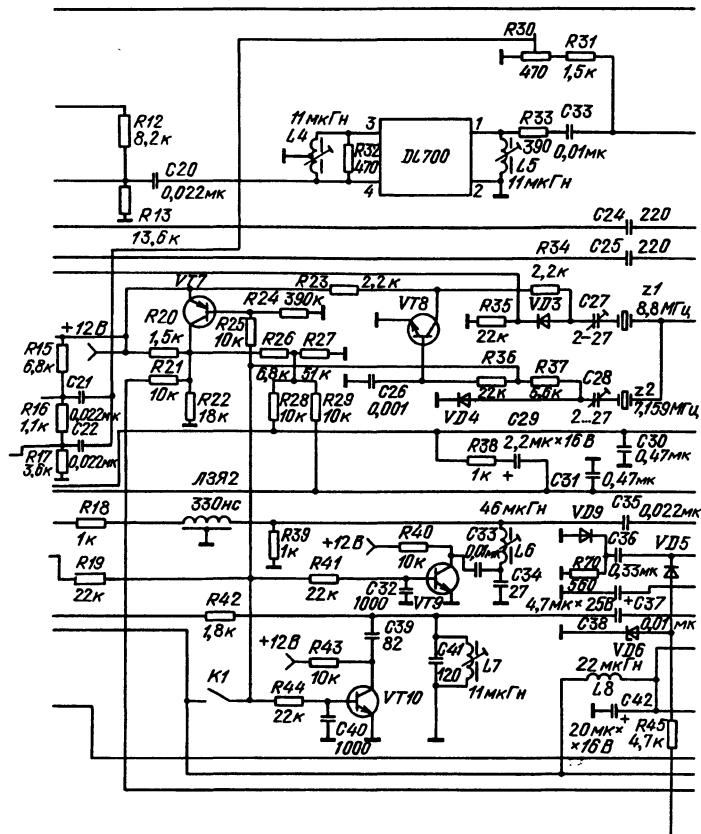 R30
R31
470
1,5к
R12
8,2к
11мкГн
L4
3
1
R33
C33
R32
470
DL700
390
0,01мк
L5
C20
0,022мк
4
2
11мкГн
R13
13,6к
C24
220
C25
220
R34
2,2к
VT7
R23
2,2к
R24
390к
VT8
R35
22к
VD3
C27
2-27
z1
8,8МГц
+12В
R20
1,5к
R25
10к
R26
6,8к
R27
51к
R15
6,8к
R21
10к
C21
0,022мк
C26
0,001
R36
22к
R37
5,6к
C28
2...27
z2
7,159МГц
R16
1,1к
R22
18к
R28
10к
R29
10к
VD4
C29
2,2мк×16В
C22
0,022мк
R17
3,6к
R38
1к
+
C30
0,47мк
C31
0,47мк
ЛЗЯ2
330нс
R18
1к
46мкГн
VD9
C35
0,022мк
R39
1к
+12В
R40
10к
C33
0,01мк
L6
C36
0,33мк
VD5
R19
22к
R41
22к
C32
1000
VT9
C34
27
R70
560
R42
1,8к
4,7мк×25В
+
C37
0,01мк
C39
82
C38
VD6
+12В
R43
10к
C41
120
L7
11мкГн
22мкГн
L8
K1
R44
22к
VT10
C42
+
C40
1000
20мк×
×16В
R45
4,7к